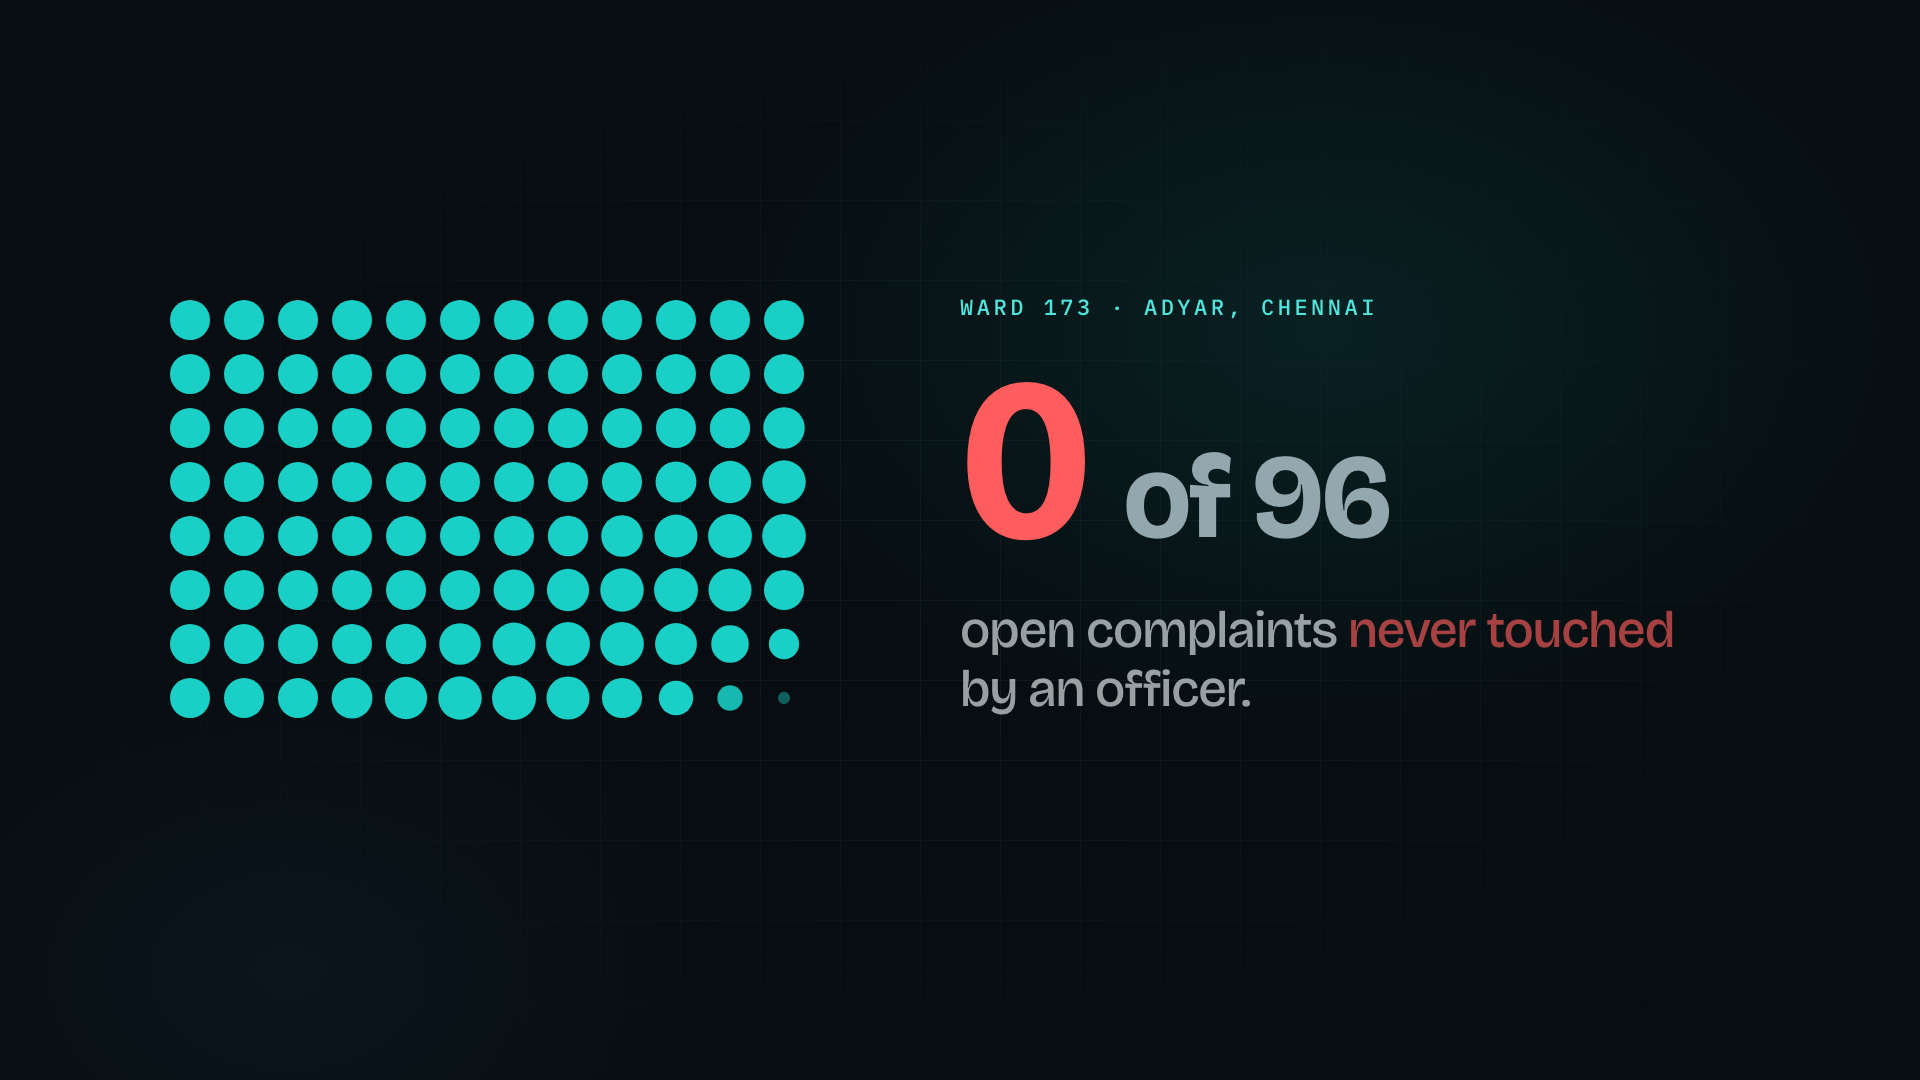 WARD 173 · ADYAR, CHENNAI
0 of 96
open complaints never touched
by an officer.